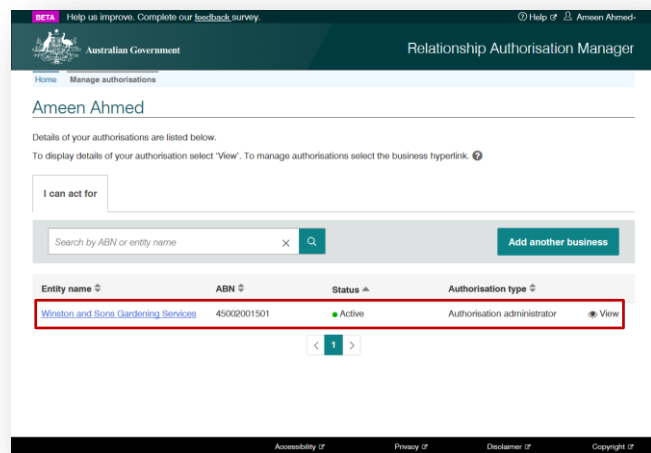 BETA Help us improve. Complete our feedback survey. Help Ameen Ahmed
Australian Government
Relationship Authorisation Manager
Home Manage authorisations
Ameen Ahmed
Details of your authorisations are listed below.
To display details of your authorisation select 'View'. To manage authorisations select the business hyperlink. ?
I can act for
Search by ABN or entity name
Add another business
Entity name ABN Status Authorisation type
Winston and Sons Gardening Services 45002001501 Active Authorisation administrator View
< 1 >
Accessibility Privacy Disclaimer Copyright